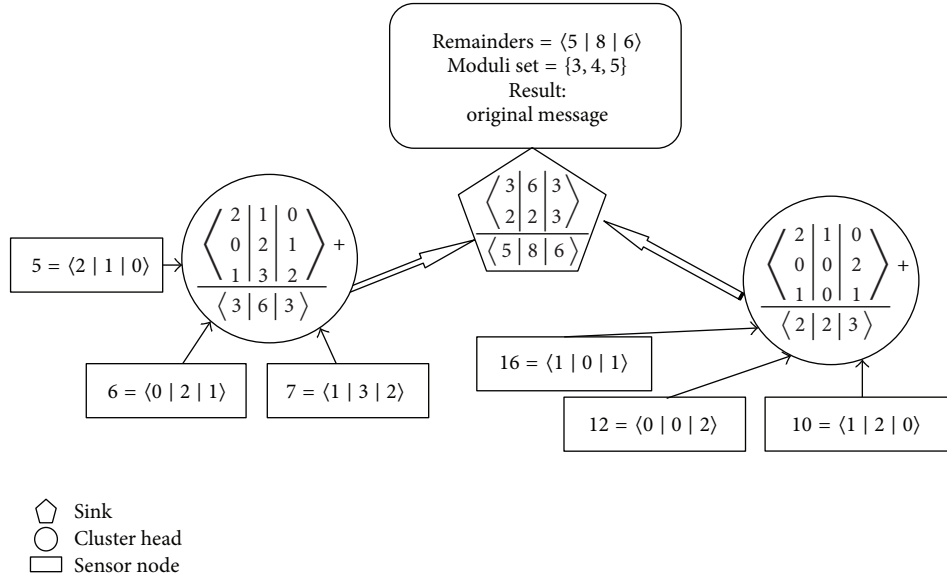 Remainders = ⟨5 | 8 | 6⟩
Moduli set = {3, 4, 5}
Result:
original message
⟨3 | 6 | 3⟩
⟨2 | 2 | 3⟩
⟨5 | 8 | 6⟩
2 | 1 | 0
0 | 2 | 1 +
1 | 3 | 2
⟨3 | 6 | 3⟩
2 | 1 | 0
0 | 0 | 2 +
1 | 0 | 1
⟨2 | 2 | 3⟩
5 = ⟨2 | 1 | 0⟩
6 = ⟨0 | 2 | 1⟩
7 = ⟨1 | 3 | 2⟩
16 = ⟨1 | 0 | 1⟩
12 = ⟨0 | 0 | 2⟩
10 = ⟨1 | 2 | 0⟩
Sink
Cluster head
Sensor node